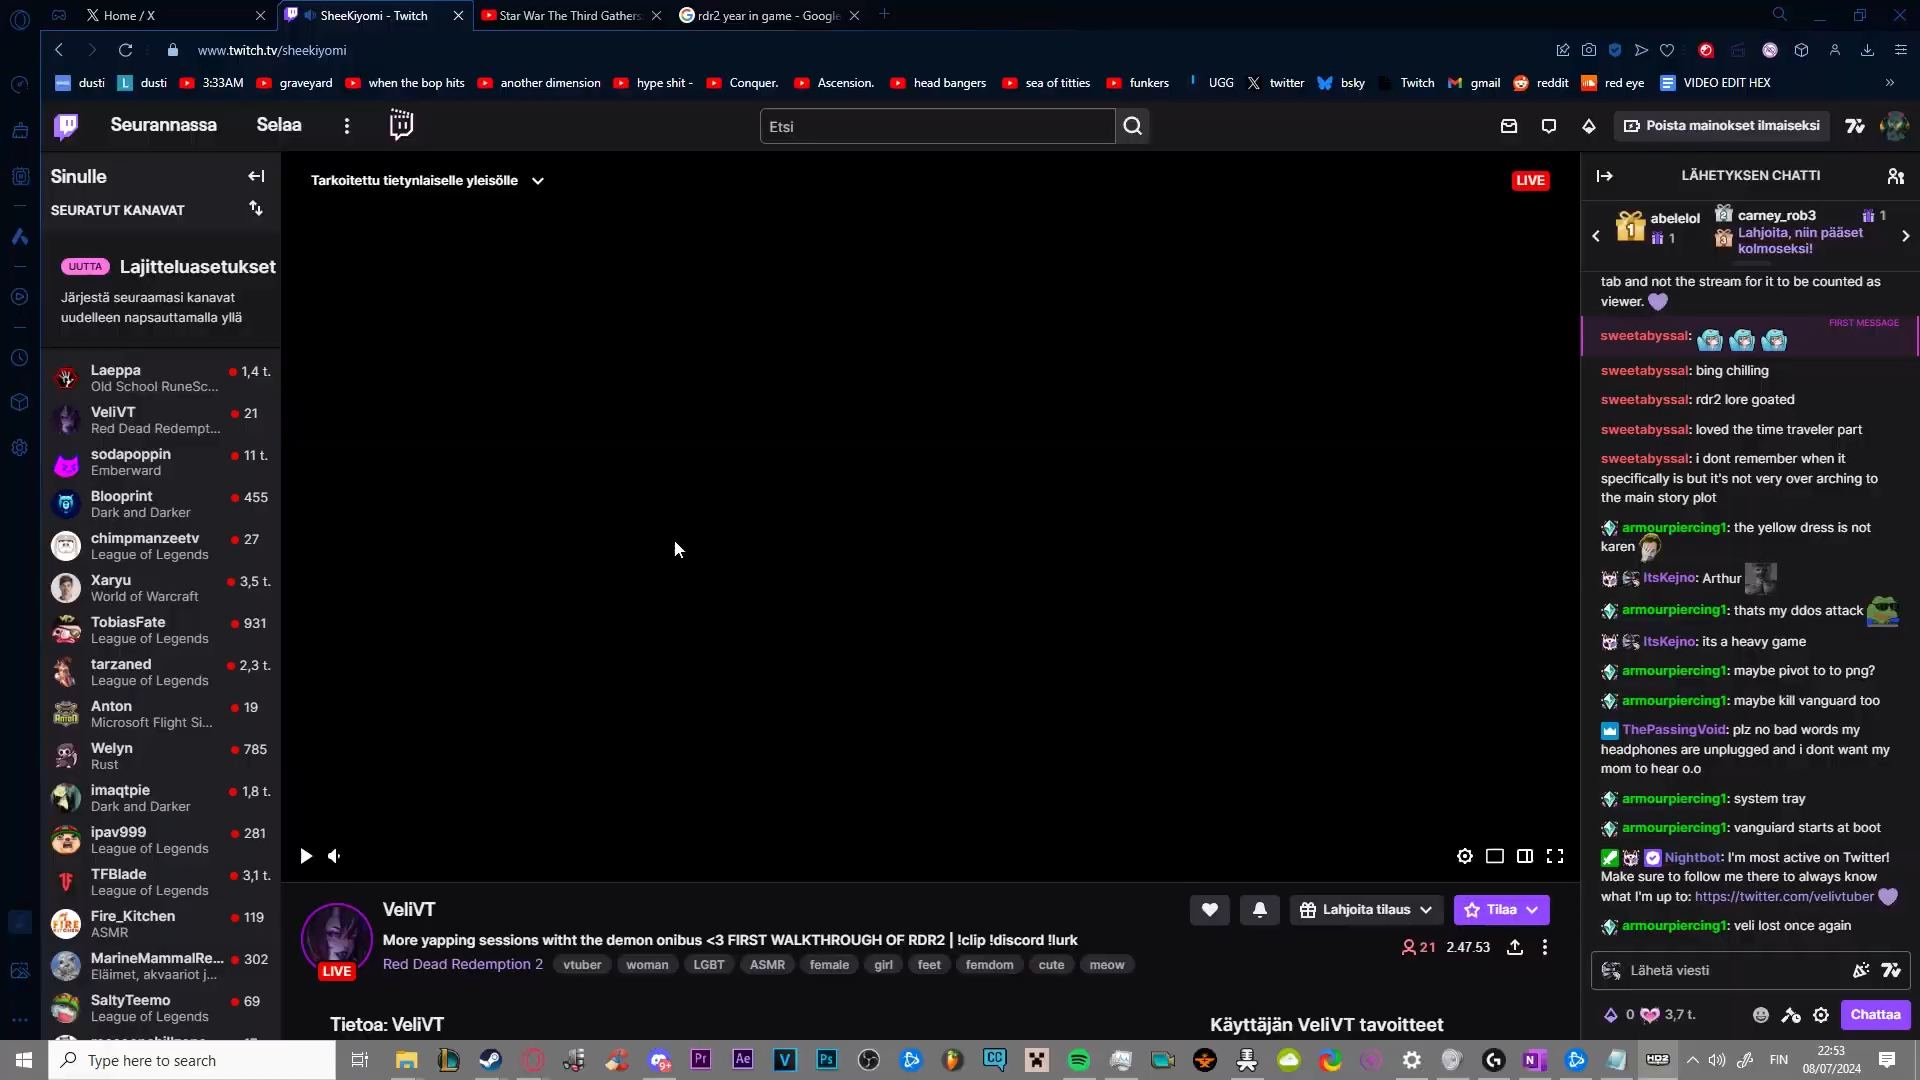 Home / X
SheeKiyomi - Twitch
Star War The Third Gathers
rdr2 year in game - Google
www.twitch.tv/sheekiyomi
dusti
dusti
3:33AM
graveyard
when the bop hits
another dimension
hype shit -
Conquer.
Ascension.
head bangers
sea of titties
funkers
UGG
twitter
bsky
Twitch
gmail
reddit
red eye
VIDEO EDIT HEX
Seurannassa
Selaa
Etsi
Poista mainokset ilmaiseksi
Sinulle
SEURATUT KANAVAT
UUTTA Lajitteluasetukset
Järjestä seuraamasi kanavat
uudelleen napsauttamalla yllä
Laeppa 1,4 t.
Old School RuneSc...
VeliVT 21
Red Dead Redempt...
sodapoppin 11 t.
Emberward
Blooprint 455
Dark and Darker
chimpmanzeetv 27
League of Legends
Xaryu 3,5 t.
World of Warcraft
TobiasFate 931
League of Legends
tarzaned 2,3 t.
League of Legends
Anton 19
Microsoft Flight Si...
Welyn 785
Rust
imaqtpie 1,8 t.
Dark and Darker
ipav999 281
League of Legends
TFBlade 3,1 t.
League of Legends
Fire_Kitchen 119
ASMR
MarineMammalRe... 302
Eläimet, akvaariot j...
SaltyTeemo 69
League of Legends
Tarkoitettu tietynlaiselle yleisölle
LIVE
VeliVT
More yapping sessions witht the demon onibus <3 FIRST WALKTHROUGH OF RDR2 | !clip !discord !lurk
Red Dead Redemption 2 vtuber woman LGBT ASMR female girl feet femdom cute meow
LIVE
Lahjoita tilaus
Tilaa
21 2.47.53
Tietoa: VeliVT
Käyttäjän VeliVT tavoitteet
LÄHETYKSEN CHATTI
1 abelelol
1
2 carney_rob3 1
3 Lahjoita, niin pääset
kolmoseksi!
tab and not the stream for it to be counted as
viewer.
FIRST MESSAGE
sweetabyssal:
sweetabyssal: bing chilling
sweetabyssal: rdr2 lore goated
sweetabyssal: loved the time traveler part
sweetabyssal: i dont remember when it
specifically is but it's not very over arching to
the main story plot
armourpiercing1: the yellow dress is not
karen
ItsKejno: Arthur
armourpiercing1: thats my ddos attack
ItsKejno: its a heavy game
armourpiercing1: maybe pivot to to png?
armourpiercing1: maybe kill vanguard too
ThePassingVoid: plz no bad words my
headphones are unplugged and i dont want my
mom to hear o.o
armourpiercing1: system tray
armourpiercing1: vanguiard starts at boot
Nightbot: I'm most active on Twitter!
Make sure to follow me there to always know
what I'm up to: https://twitter.com/velivtuber
armourpiercing1: veli lost once again
Lähetä viesti
0 3,7 t.
Chattaa
Type here to search
9+
Pr
Ae
V
Ps
CC
N
HD2
FIN
22:53
08/07/2024